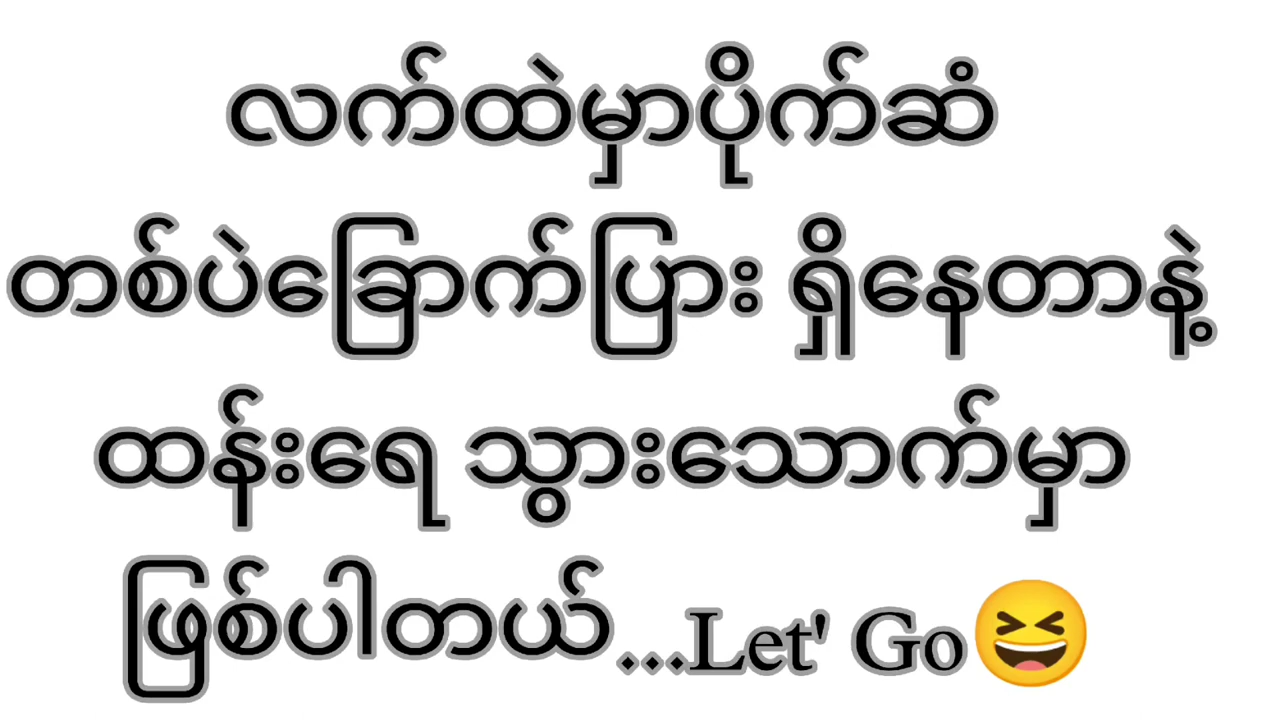 လက်ထဲမှာပိုက်ဆံ
တစ်ပဲခြောက်ပြား ရှိနေတာနဲ့
ထန်းရေ သွားသောက်မှာ
ဖြစ်ပါတယ်...Let' Go😆